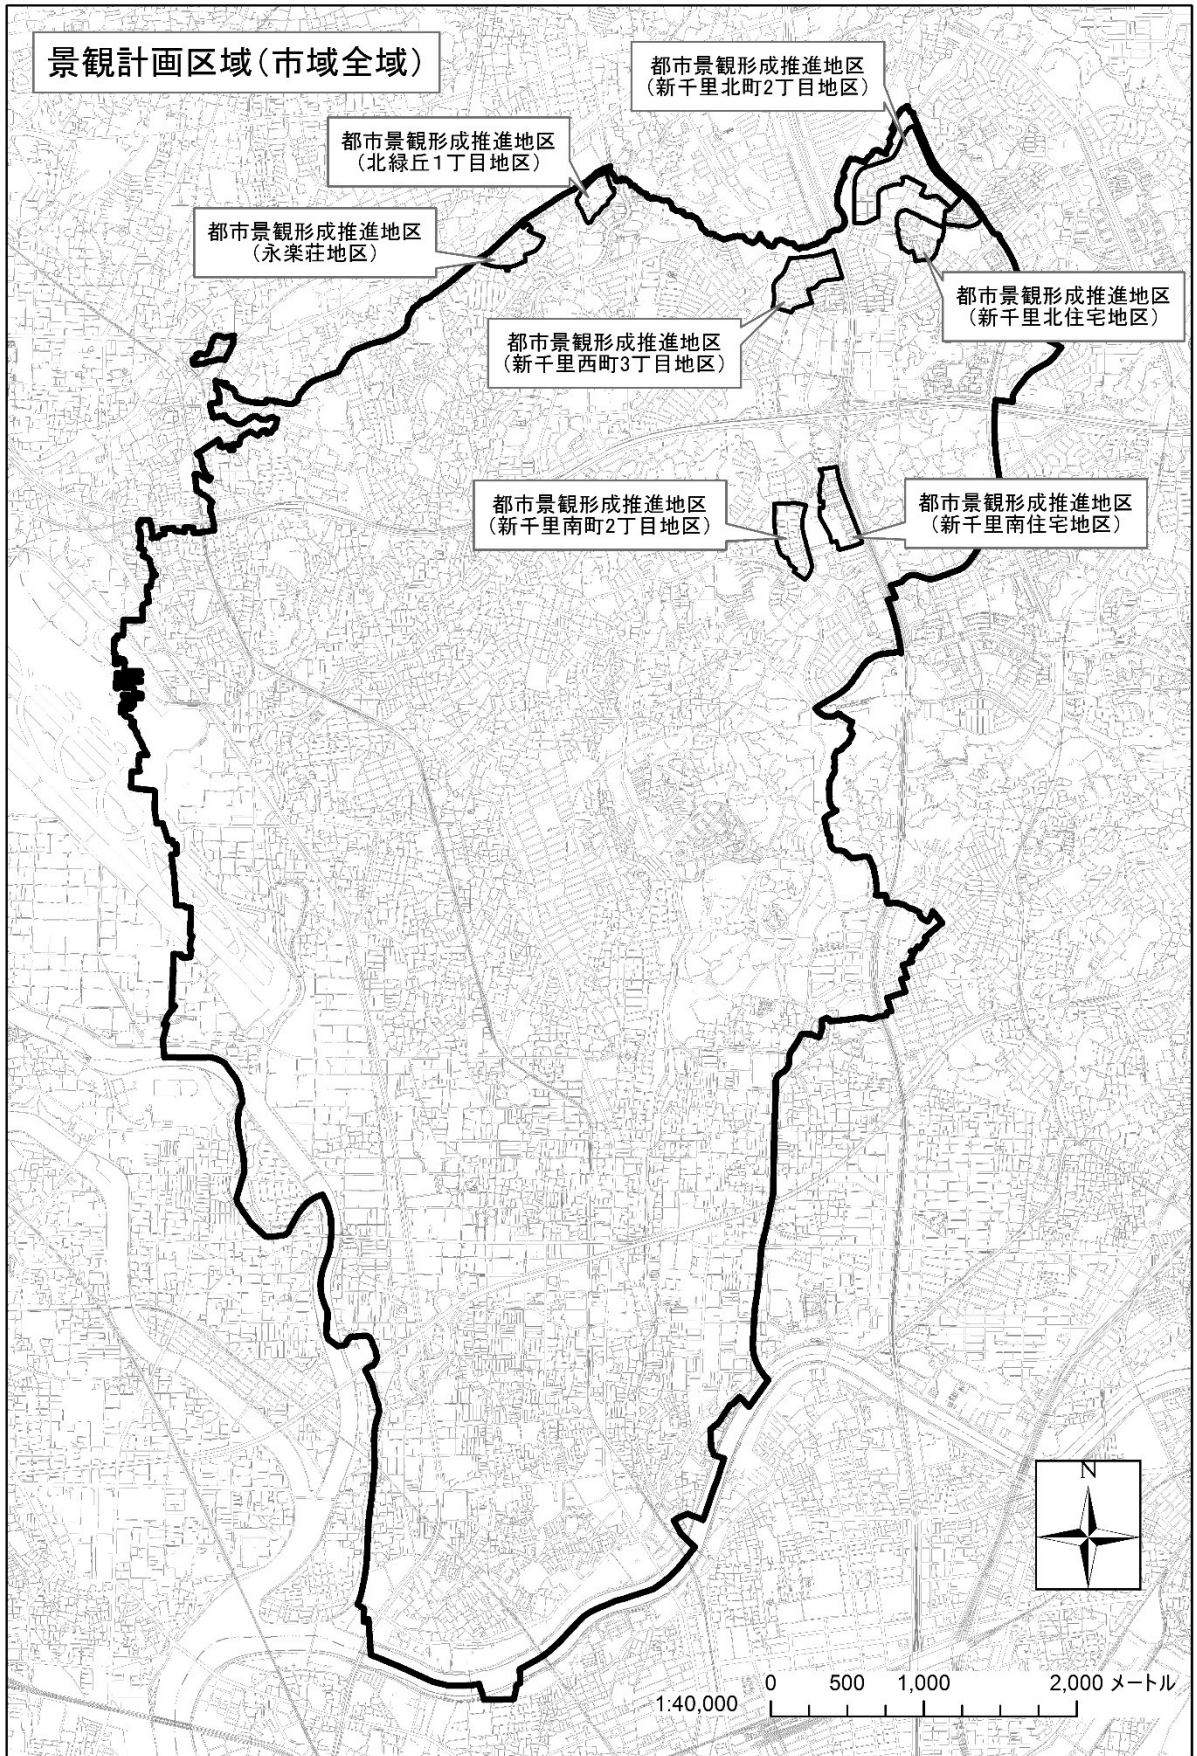 景観計画区域(市域全域)
都市景観形成推進地区
(新千里北町2丁目地区)
都市景観形成推進地区
(北緑丘1丁目地区)
都市景観形成推進地区
(永楽荘地区)
都市景観形成推進地区
(新千里北住宅地区)
都市景観形成推進地区
(新千里西町3丁目地区)
都市景観形成推進地区
(新千里南町2丁目地区)
都市景観形成推進地区
(新千里南住宅地区)
N
1:40,000
0 500 1,000 2,000 メートル